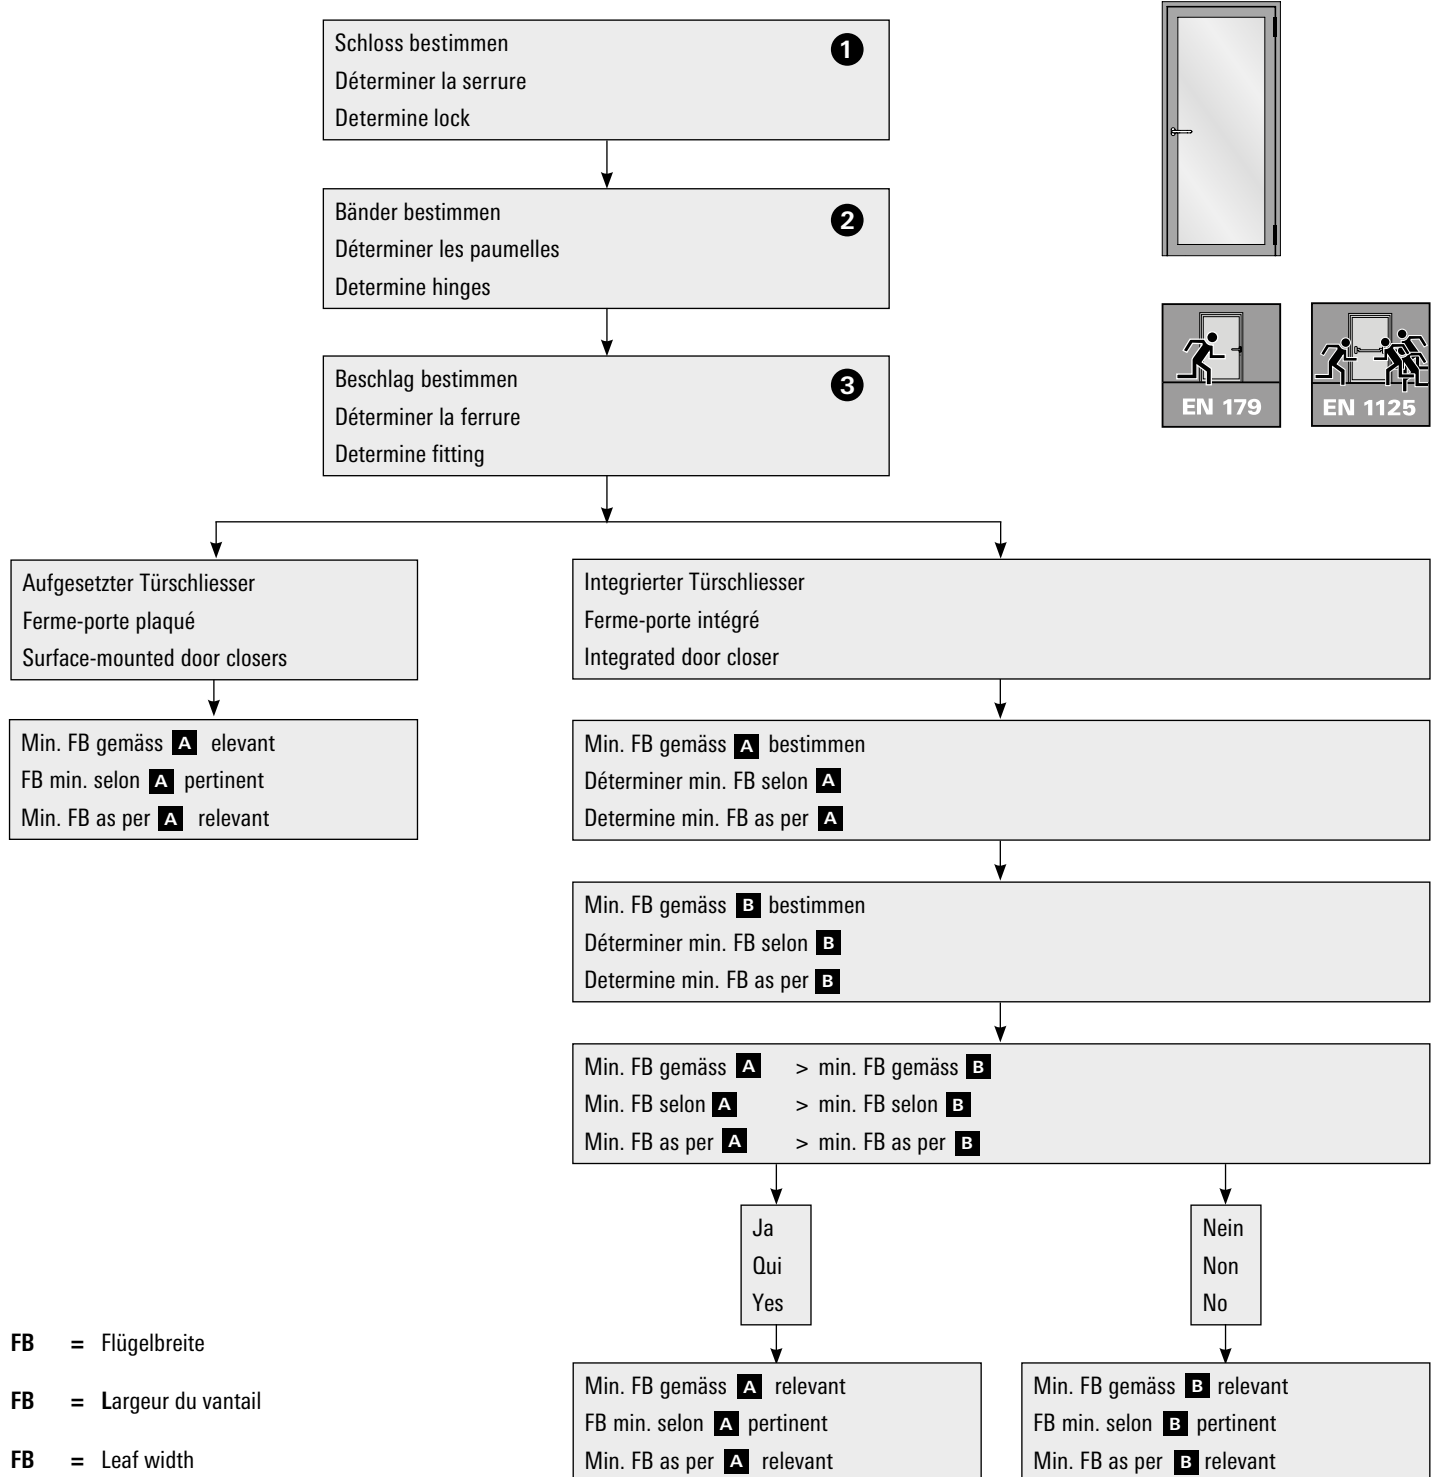 Schloss bestimmen
Déterminer la serrure
Determine lock
1
Bänder bestimmen
Déterminer les paumelles
Determine hinges
2
Beschlag bestimmen
Déterminer la ferrure
Determine fitting
3
EN 179
EN 1125
Aufgesetzter Türschliesser
Ferme-porte plaqué
Surface-mounted door closers
Integrierter Türschliesser
Ferme-porte intégré
Integrated door closer
Min. FB gemäss A elevant
FB min. selon A pertinent
Min. FB as per A relevant
Min. FB gemäss A bestimmen
Déterminer min. FB selon A
Determine min. FB as per A
Min. FB gemäss B bestimmen
Déterminer min. FB selon B
Determine min. FB as per B
Min. FB gemäss A > min. FB gemäss B
Min. FB selon A > min. FB selon B
Min. FB as per A > min. FB as per B
Ja
Qui
Yes
Nein
Non
No
Min. FB gemäss A relevant
FB min. selon A pertinent
Min. FB as per A relevant
Min. FB gemäss B relevant
FB min. selon B pertinent
Min. FB as per B relevant
FB = Flügelbreite
FB = Largeur du vantail
FB = Leaf width